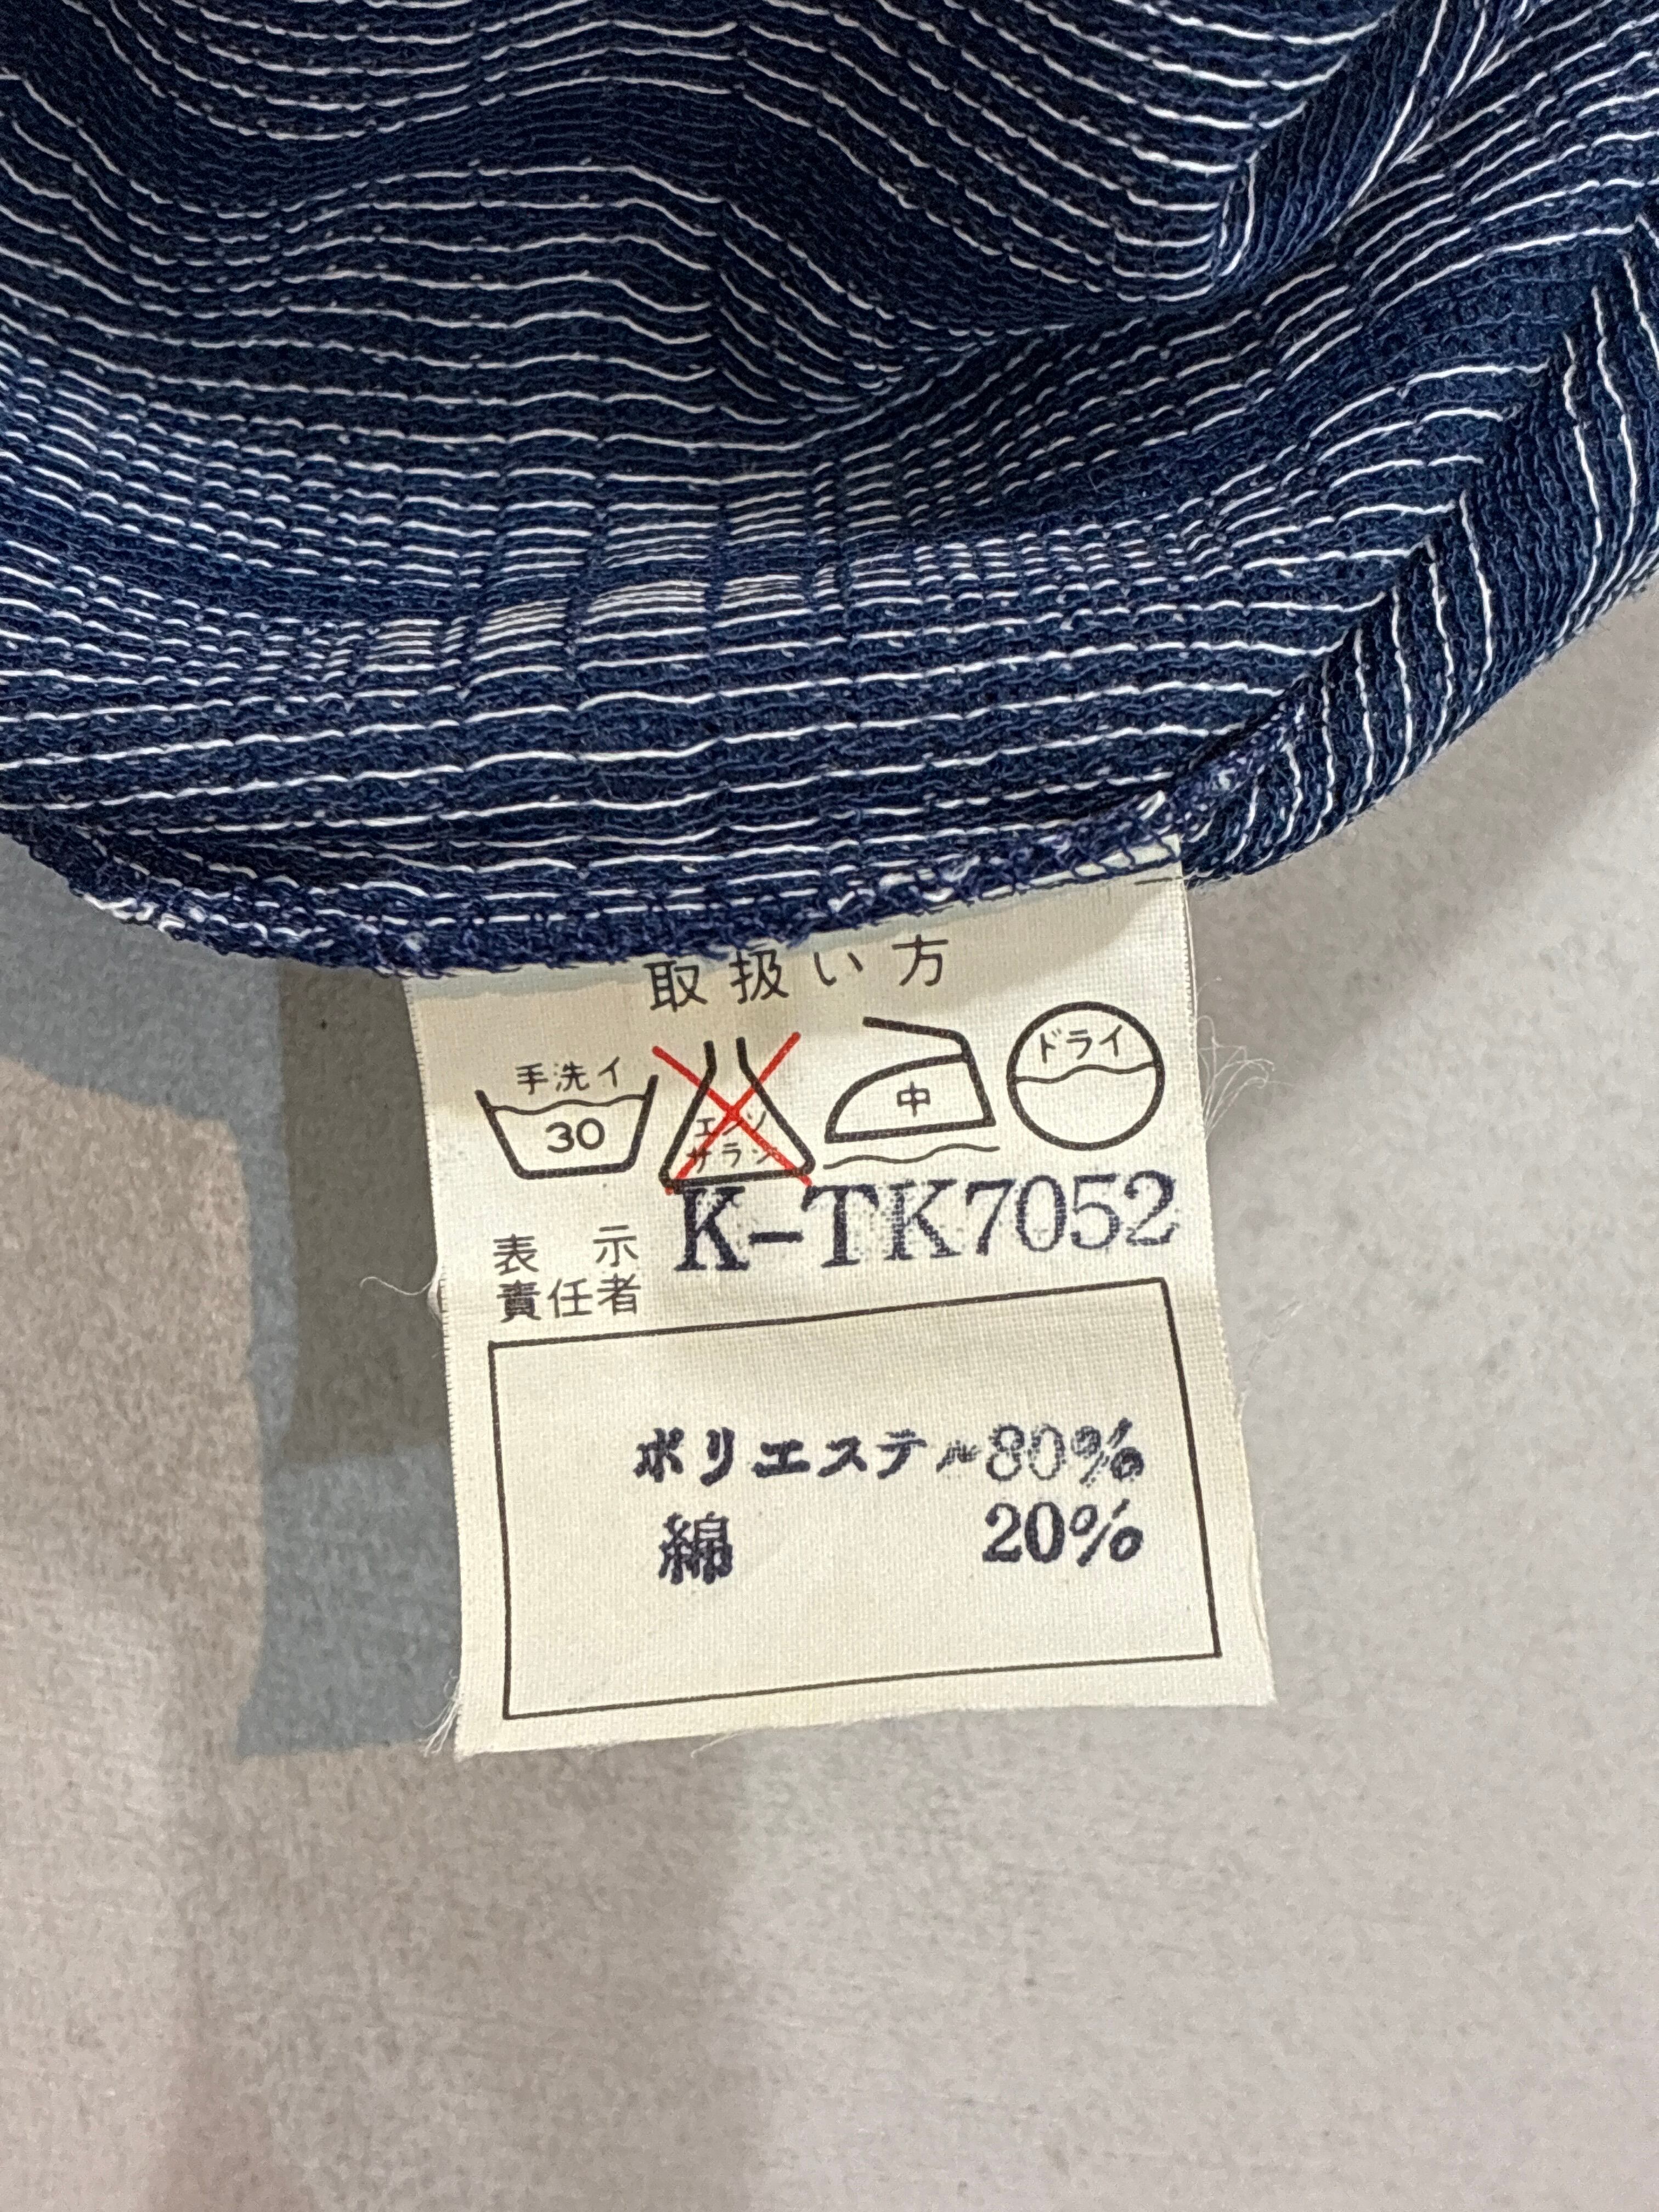 取扱い方
手洗イ
30
エンソ
サラシ
中
ドライ
表示
責任者
K-TK7052
ポリエステル80%
綿 20%